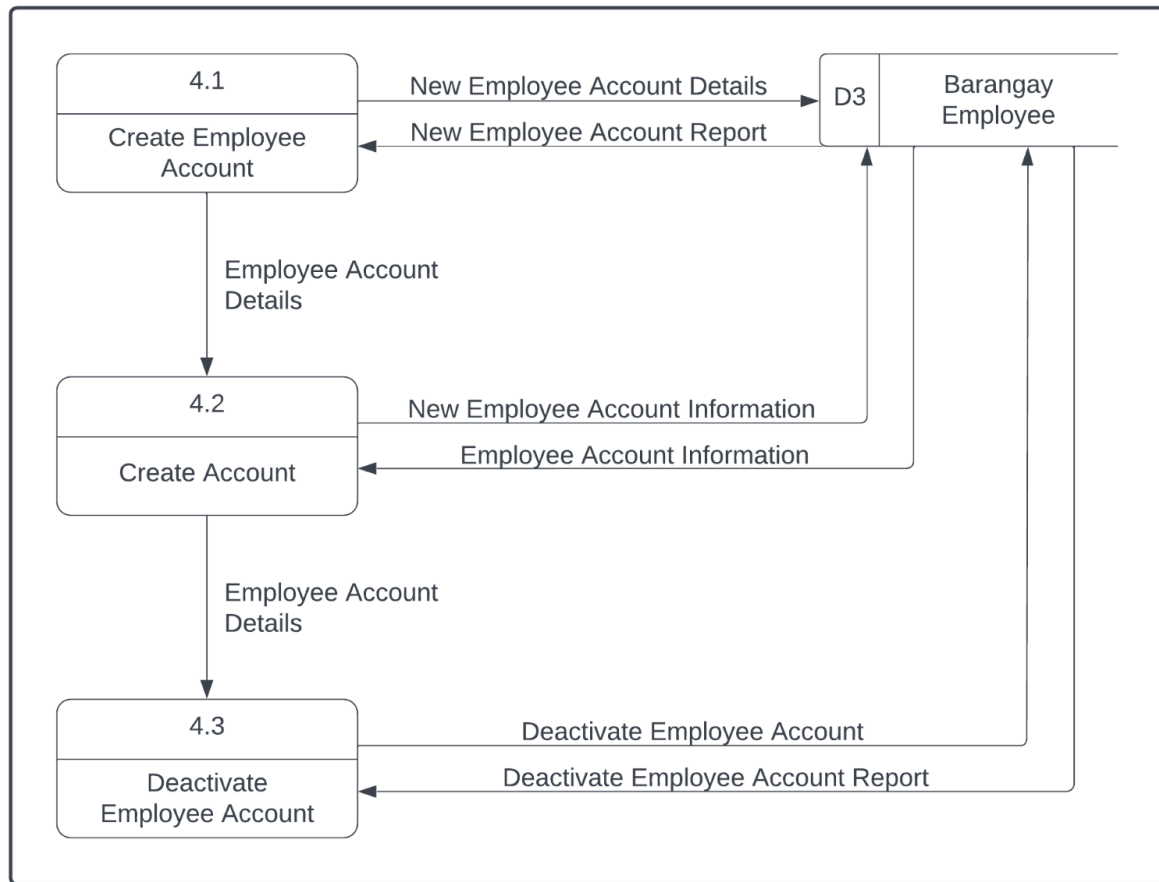 4.1
Create Employee
Account
New Employee Account Details
New Employee Account Report
D3
Barangay
Employee
Employee Account
Details
4.2
Create Account
New Employee Account Information
Employee Account Information
Employee Account
Details
4.3
Deactivate
Employee Account
Deactivate Employee Account
Deactivate Employee Account Report